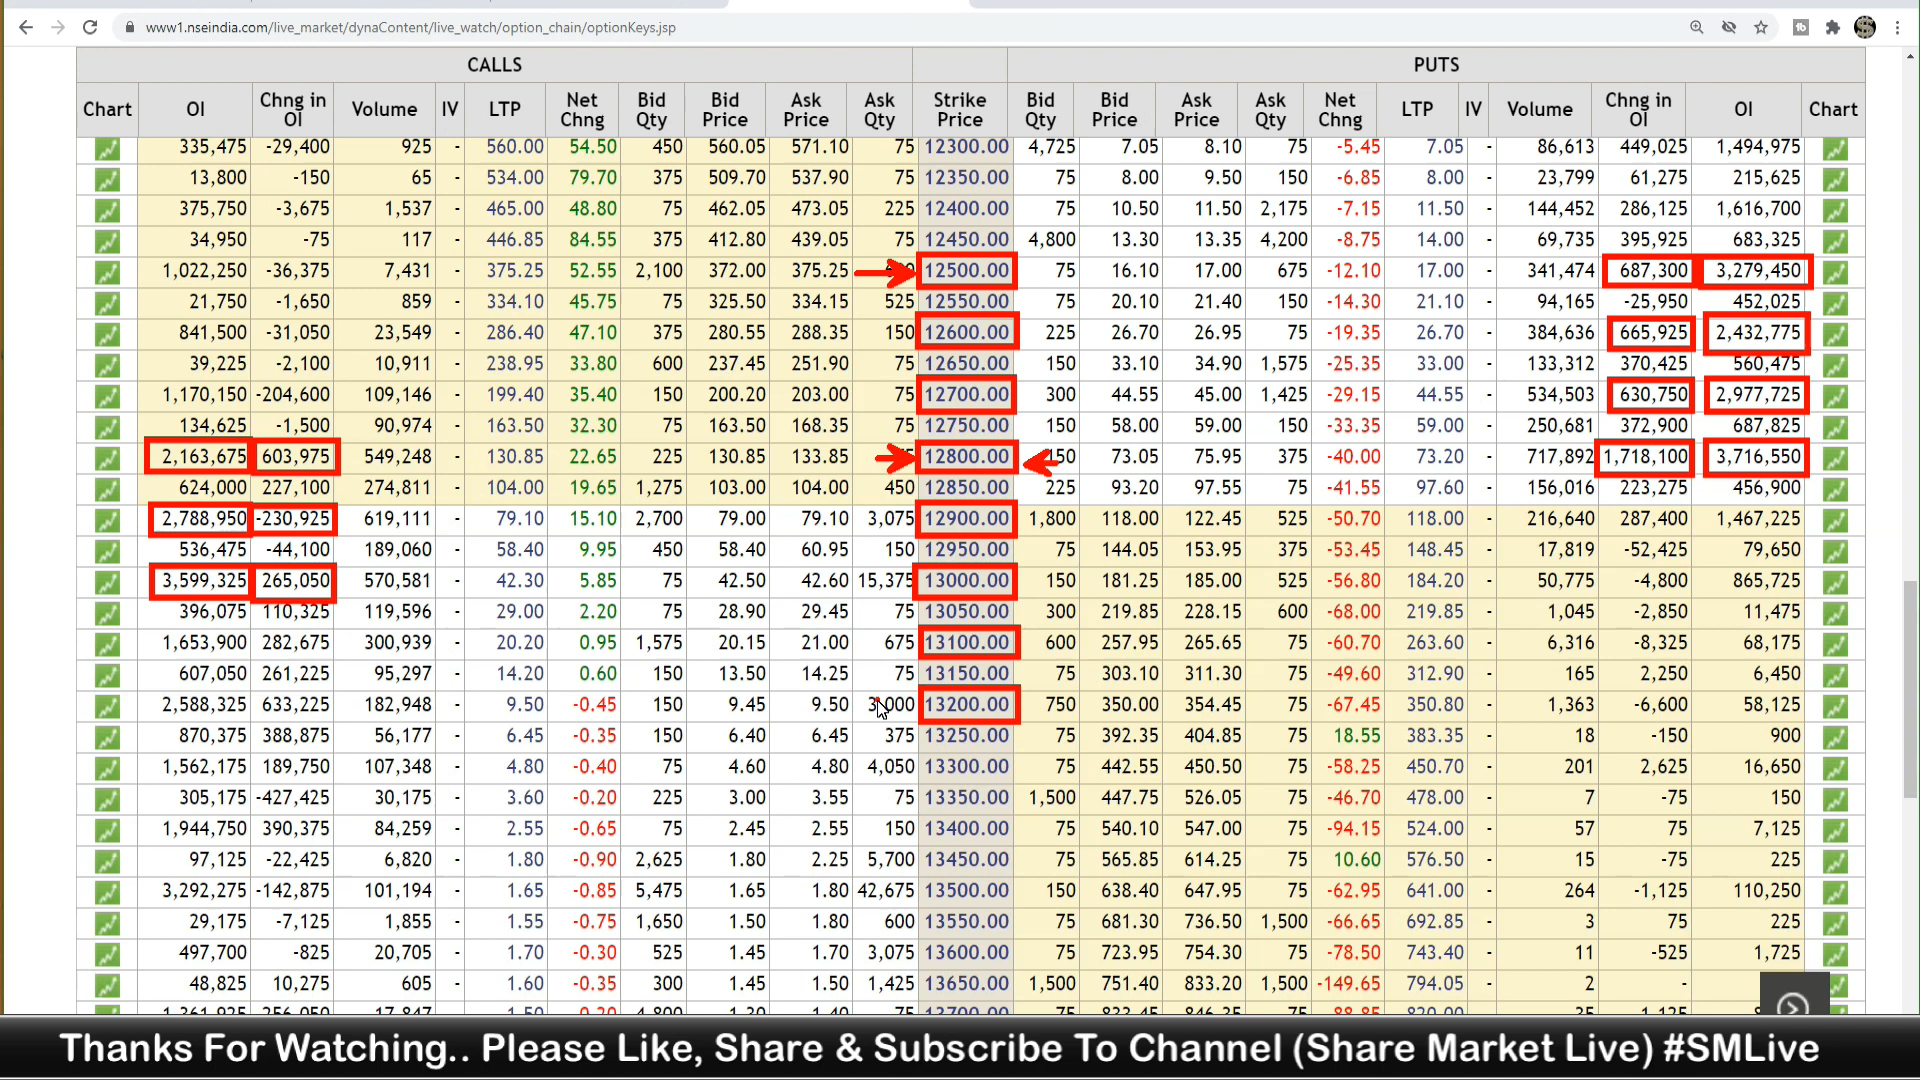 www1.nseindia.com/live_market/dynaContent/live_watch/option_chain/optionKeys.jsp
CALLS PUTS
Chart OI Chng in OI Volume IV LTP Net Chng Bid Qty Bid Price Ask Price Ask Qty Strike Price Bid Qty Bid Price Ask Price Ask Qty Net Chng LTP IV Volume Chng in OI OI Chart
335,475 -29,400 925 - 560.00 54.50 450 560.05 571.10 75 12300.00 4,725 7.05 8.10 75 -5.45 7.05 - 86,613 449,025 1,494,975
13,800 -150 65 - 534.00 79.70 375 509.70 537.90 75 12350.00 75 8.00 9.50 150 -6.85 8.00 - 23,799 61,275 215,625
375,750 -3,675 1,537 - 465.00 48.80 75 462.05 473.05 225 12400.00 75 10.50 11.50 2,175 -7.15 11.50 - 144,452 286,125 1,616,700
34,950 -75 117 - 446.85 84.55 375 412.80 439.05 75 12450.00 4,800 13.30 13.35 4,200 -8.75 14.00 - 69,735 395,925 683,325
1,022,250 -36,375 7,431 - 375.25 52.55 2,100 372.00 375.25 12500.00 75 16.10 17.00 675 -12.10 17.00 - 341,474 687,300 3,279,450
21,750 -1,650 859 - 334.10 45.75 75 325.50 334.15 525 12550.00 75 20.10 21.40 150 -14.30 21.10 - 94,165 -25,950 452,025
841,500 -31,050 23,549 - 286.40 47.10 375 280.55 288.35 150 12600.00 225 26.70 26.95 75 -19.35 26.70 - 384,636 665,925 2,432,775
39,225 -2,100 10,911 - 238.95 33.80 600 237.45 251.90 75 12650.00 150 33.10 34.90 1,575 -25.35 33.00 - 133,312 370,425 560,475
1,170,150 -204,600 109,146 - 199.40 35.40 150 200.20 203.00 75 12700.00 300 44.55 45.00 1,425 -29.15 44.55 - 534,503 630,750 2,977,725
134,625 -1,500 90,974 - 163.50 32.30 75 163.50 168.35 75 12750.00 150 58.00 59.00 150 -33.35 59.00 - 250,681 372,900 687,825
2,163,675 603,975 549,248 - 130.85 22.65 225 130.85 133.85 12800.00 150 73.05 75.95 375 -40.00 73.20 - 717,892 1,718,100 3,716,550
624,000 227,100 274,811 - 104.00 19.65 1,275 103.00 104.00 450 12850.00 225 93.20 97.55 75 -41.55 97.60 - 156,016 223,275 456,900
2,788,950 -230,925 619,111 - 79.10 15.10 2,700 79.00 79.10 3,075 12900.00 1,800 118.00 122.45 525 -50.70 118.00 - 216,640 287,400 1,467,225
536,475 -44,100 189,060 - 58.40 9.95 450 58.40 60.95 150 12950.00 75 144.05 153.95 375 -53.45 148.45 - 17,819 -52,425 79,650
3,599,325 265,050 570,581 - 42.30 5.85 75 42.50 42.60 15,375 13000.00 150 181.25 185.00 525 -56.80 184.20 - 50,775 -4,800 865,725
396,075 110,325 119,596 - 29.00 2.20 75 28.90 29.45 75 13050.00 300 219.85 228.15 600 -68.00 219.85 - 1,045 -2,850 11,475
1,653,900 282,675 300,939 - 20.20 0.95 1,575 20.15 21.00 675 13100.00 600 257.95 265.65 75 -60.70 263.60 - 6,316 -8,325 68,175
607,050 261,225 95,297 - 14.20 0.60 150 13.50 14.25 75 13150.00 75 303.10 311.30 75 -49.60 312.90 - 165 2,250 6,450
2,588,325 633,225 182,948 - 9.50 -0.45 150 9.45 9.50 3,000 13200.00 750 350.00 354.45 75 -67.45 350.80 - 1,363 -6,600 58,125
870,375 388,875 56,177 - 6.45 -0.35 150 6.40 6.45 375 13250.00 75 392.35 404.85 75 18.55 383.35 - 18 -150 900
1,562,175 189,750 107,348 - 4.80 -0.40 75 4.60 4.80 4,050 13300.00 75 442.55 450.50 75 -58.25 450.70 - 201 2,625 16,650
305,175 -427,425 30,175 - 3.60 -0.20 225 3.00 3.55 75 13350.00 1,500 447.75 526.05 75 -46.70 478.00 - 7 -75 150
1,944,750 390,375 84,259 - 2.55 -0.65 75 2.45 2.55 150 13400.00 75 540.10 547.00 75 -94.15 524.00 - 57 75 7,125
97,125 -22,425 6,820 - 1.80 -0.90 2,625 1.80 2.25 5,700 13450.00 75 565.85 614.25 75 10.60 576.50 - 15 -75 225
3,292,275 -142,875 101,194 - 1.65 -0.85 5,475 1.65 1.80 42,675 13500.00 150 638.40 647.95 75 -62.95 641.00 - 264 -1,125 110,250
29,175 -7,125 1,855 - 1.55 -0.75 1,650 1.50 1.80 600 13550.00 75 681.30 736.50 1,500 -66.65 692.85 - 3 75 225
497,700 -825 20,705 - 1.70 -0.30 525 1.45 1.70 3,075 13600.00 75 723.95 754.30 75 -78.50 743.40 - 11 -525 1,725
48,825 10,275 605 - 1.60 -0.35 300 1.45 1.50 1,425 13650.00 1,500 751.40 833.20 1,500 -149.65 794.05 - 2 -
Thanks For Watching.. Please Like, Share & Subscribe To Channel (Share Market Live) #SMLive